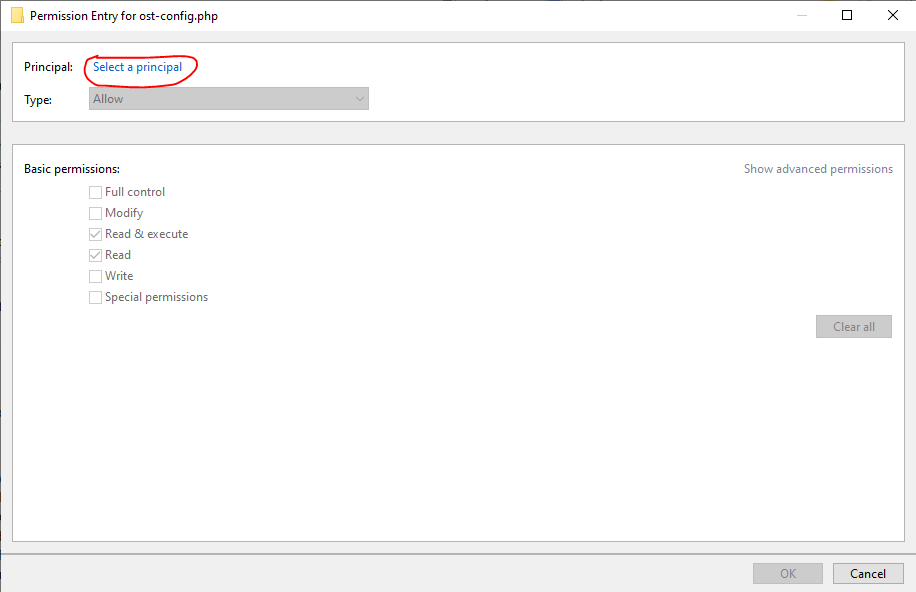 Permission Entry for ost-config.php
Principal: Select a principal
Type: Allow
Basic permissions: Show advanced permissions
Full control
Modify
Read & execute
Read
Write
Special permissions
Clear all
OK Cancel